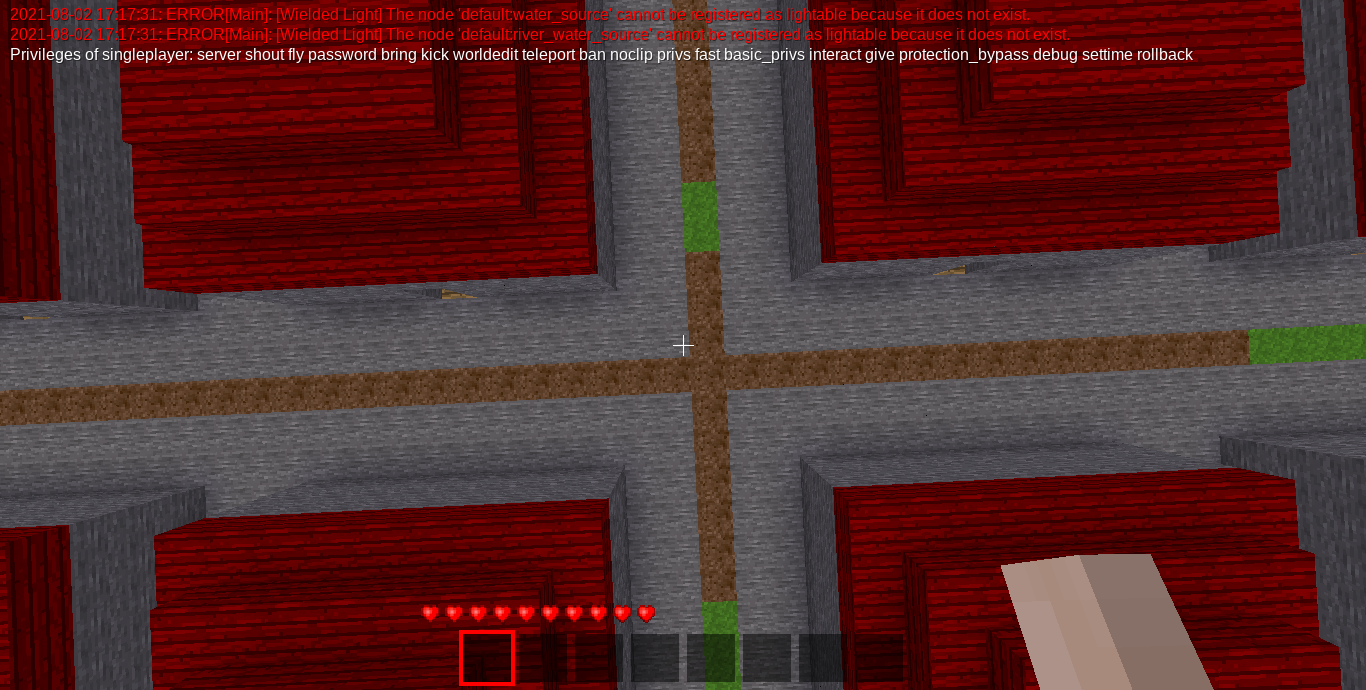 2021-08-02 17:17:31: ERROR[Main]: [Wielded Light] The node 'default:water_source' cannot be registered as lightable because it does not exist.
2021-08-02 17:17:31: ERROR[Main]: [Wielded Light] The node 'default:river_water_source' cannot be registered as lightable because it does not exist.
Privileges of singleplayer: server shout fly password bring kick worldedit teleport ban noclip privs fast basic_privs interact give protection_bypass debug settime rollback